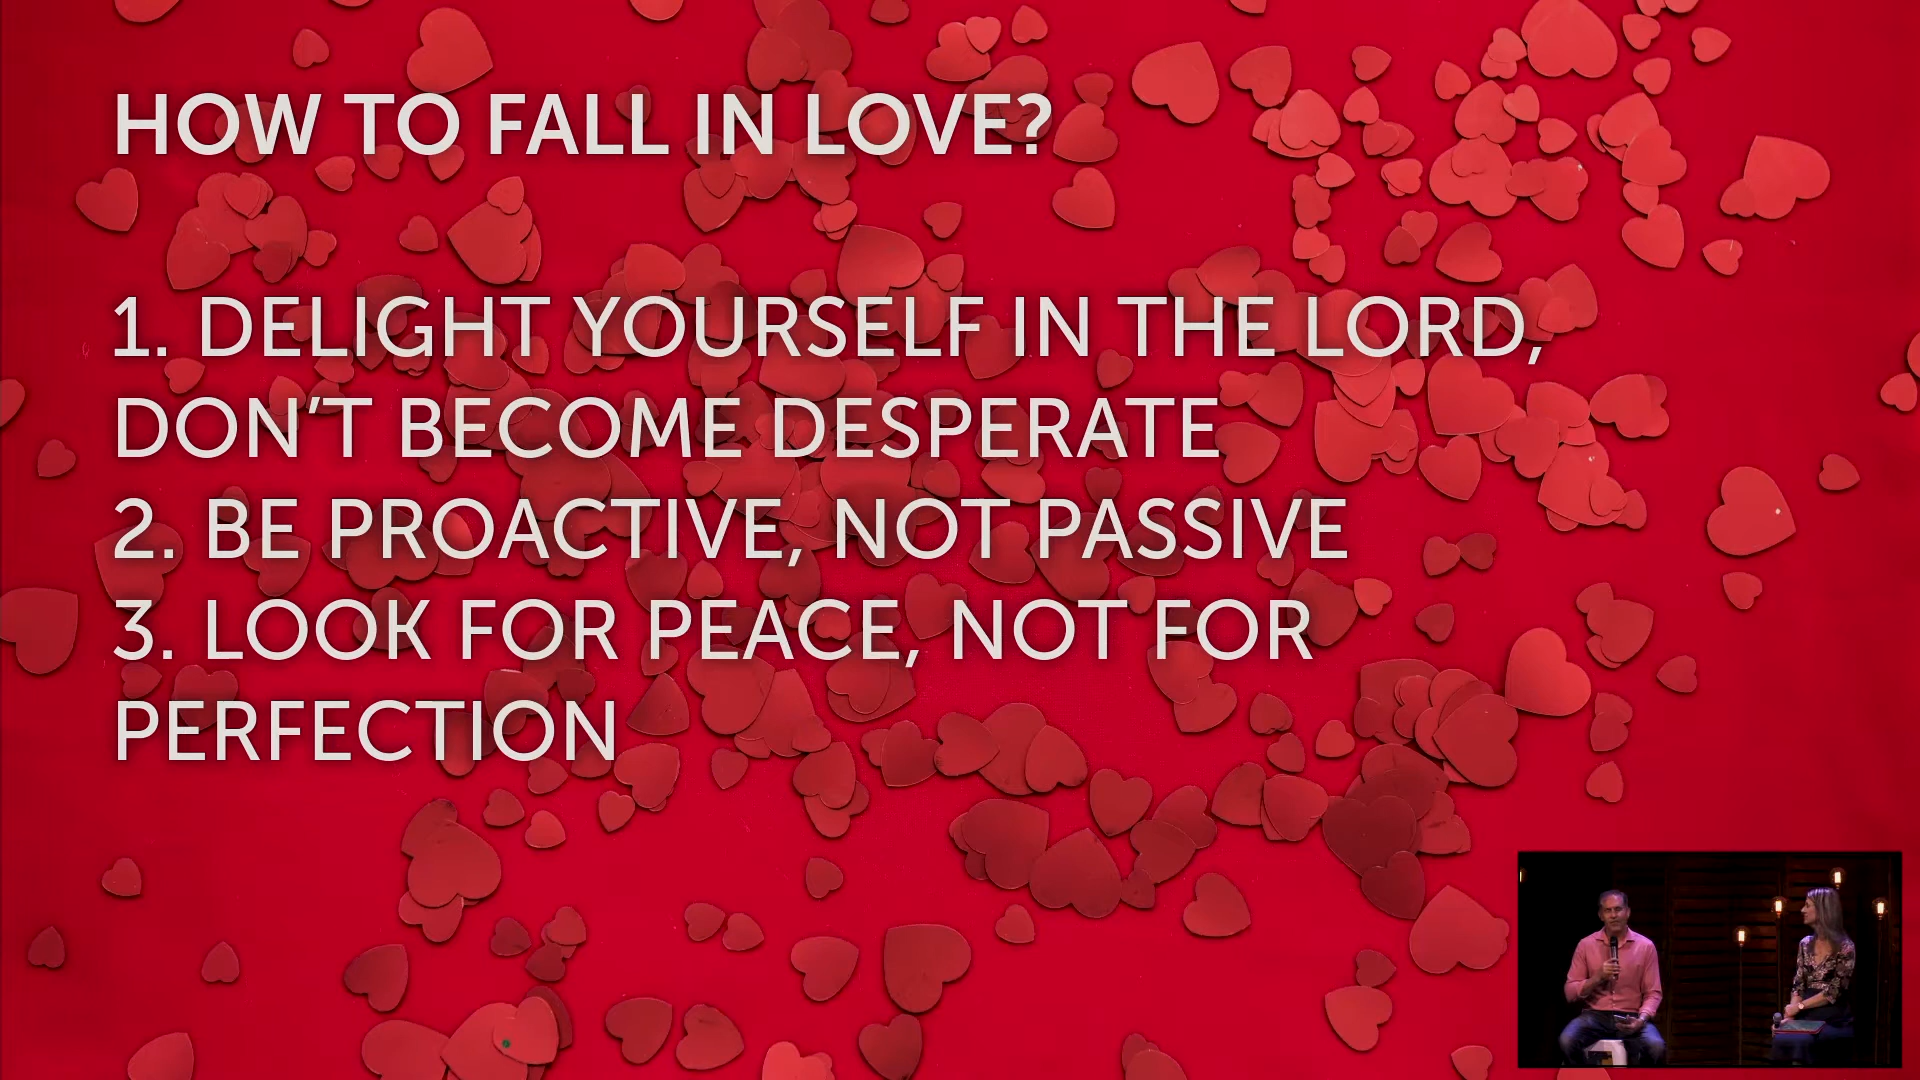 HOW TO FALL IN LOVE?
1. DELIGHT YOURSELF IN THE LORD,
DON'T BECOME DESPERATE
2. BE PROACTIVE, NOT PASSIVE
3. LOOK FOR PEACE, NOT FOR
PERFECTION